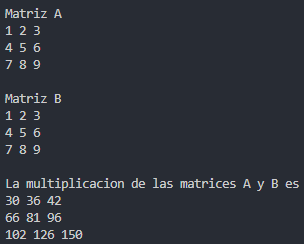 Matriz A
1 2 3
4 5 6
7 8 9
Matriz B
1 2 3
4 5 6
7 8 9
La multiplicacion de las matrices A y B es
30 36 42
66 81 96
102 126 150